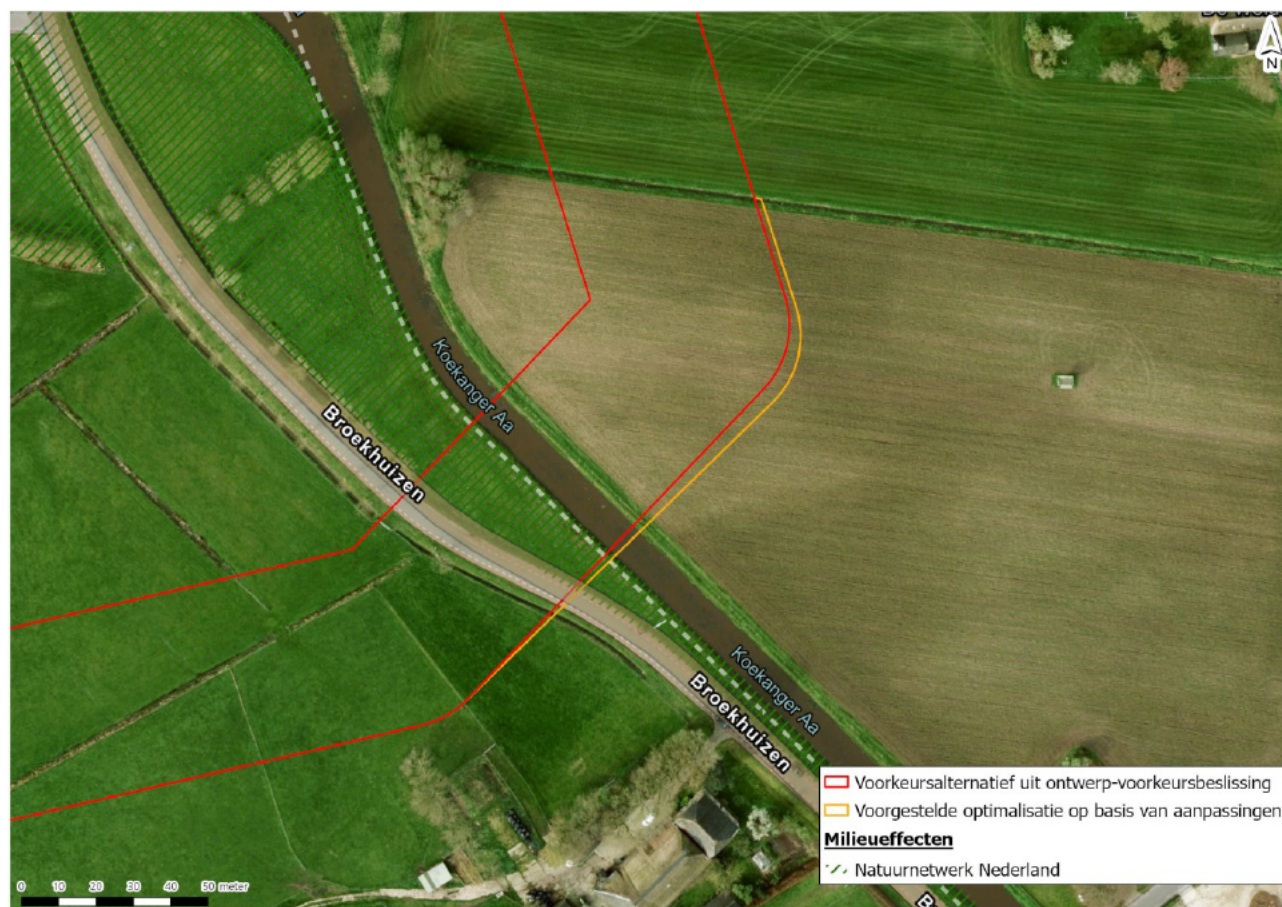 N
Koekanger Aa
Broekhuizen
Koekanger Aa
Broekhuizen
Voorkeursalternatief uit ontwerp-voorkeursbeslissing
Voorgestelde optimalisatie op basis van aanpassingen
Milieueffecten
Natuurnetwerk Nederland
0 10 20 30 40 50 meter